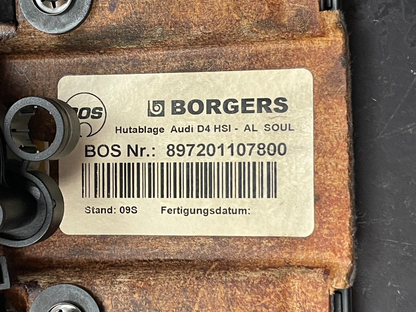 BOS
BORGERS
Hutablage Audi D4 HSI - AL SOUL
BOS Nr.: 897201107800
Stand: 09S Fertigungsdatum: